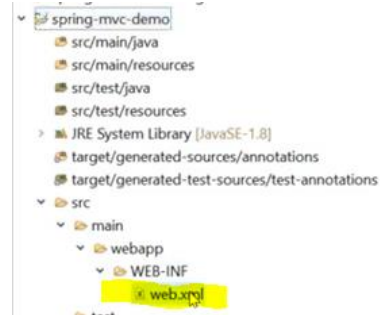 spring-mvc-demo
src/main/java
src/main/resources
src/test/java
src/test/resources
JRE System Library [JavaSE-1.8]
target/generated-sources/annotations
target/generated-test-sources/test-annotations
src
main
webapp
WEB-INF
web.xml